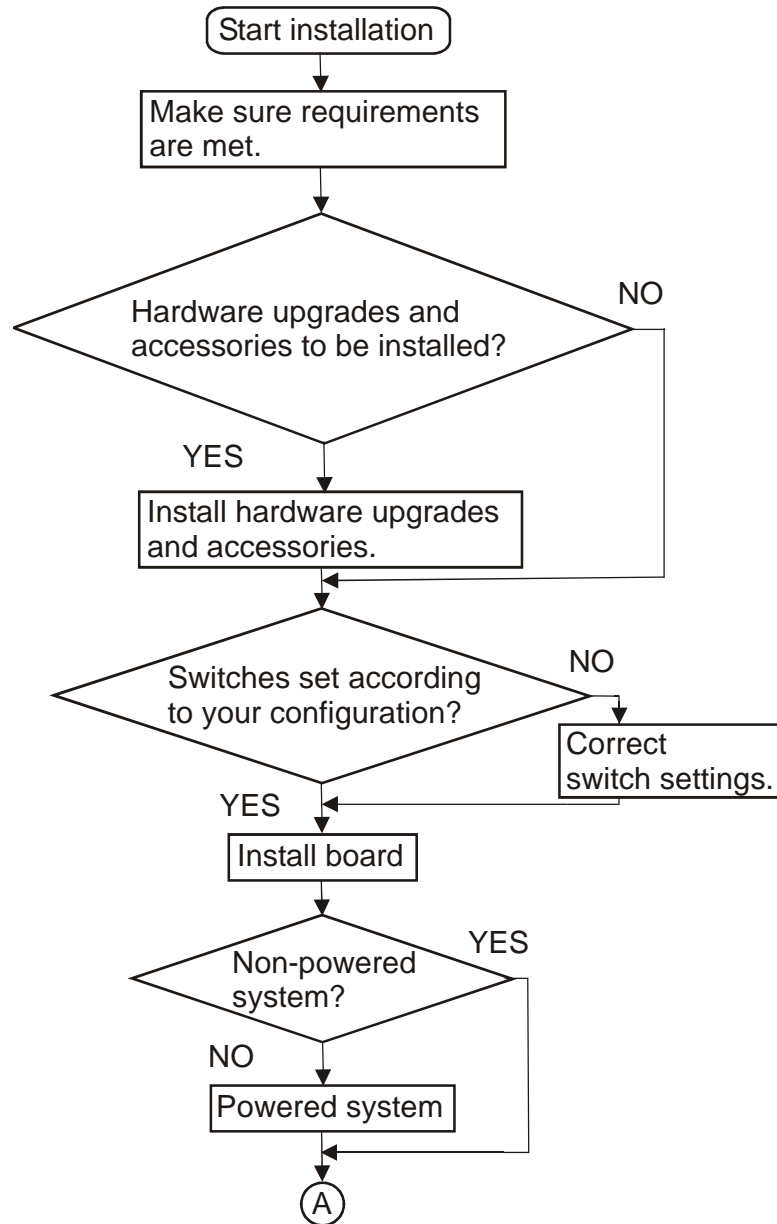 Start installation
Make sure requirements
are met.
Hardware upgrades and
accessories to be installed?
NO
YES
Install hardware upgrades
and accessories.
Switches set according
to your configuration?
NO
Correct
switch settings.
YES
Install board
Non-powered
system?
YES
NO
Powered system
A